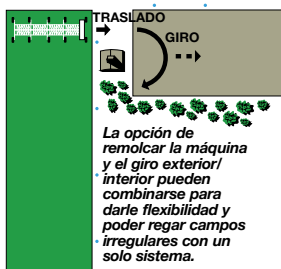 TRASLADO
GIRO
La opción de
remolcar la máquina
y el giro exterior/
interior pueden
combinarse para
darle flexibilidad y
poder regar campos
irregulares con un
solo sistema.